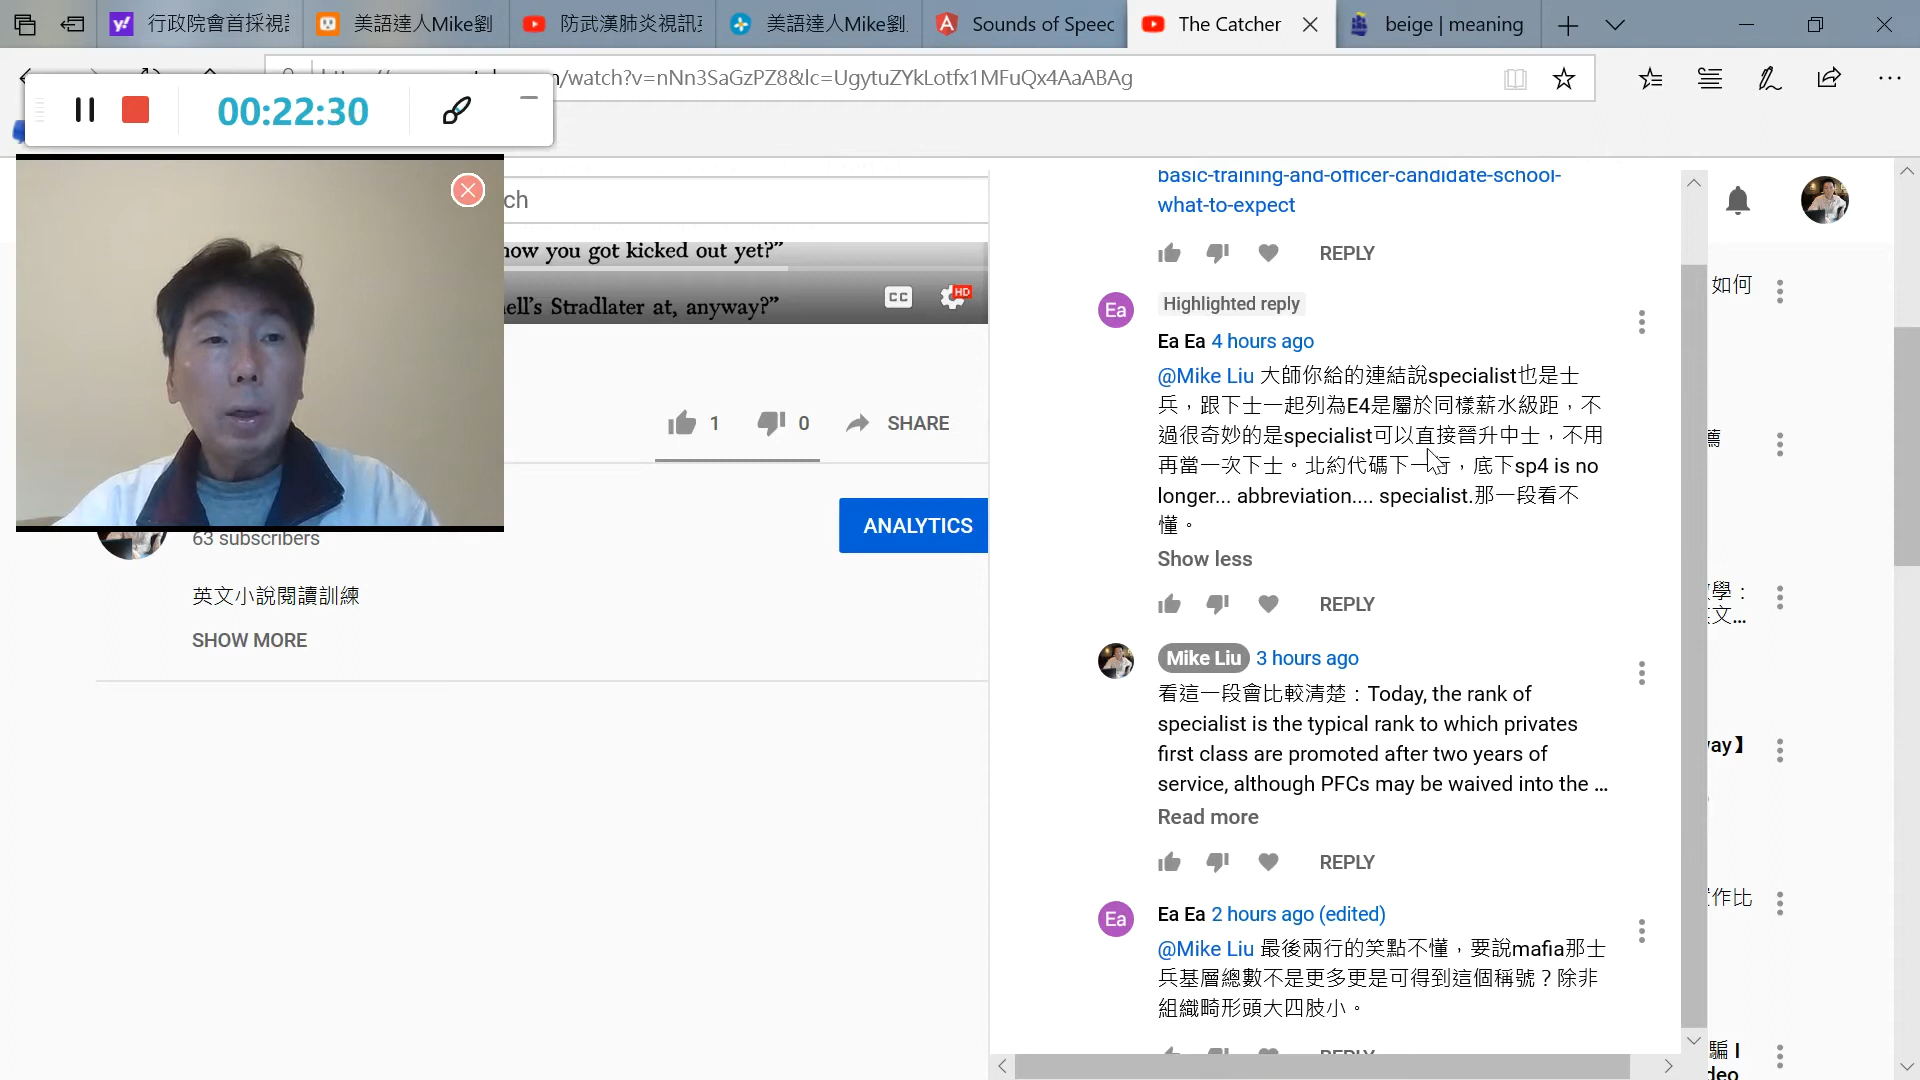 行政院會首採視訊
美語達人Mike劉
防武漢肺炎視訊
美語達人Mike劉
Sounds of Speec
The Catcher
beige | meaning
/watch?v=nNn3SaGzPZ8&lc=UgytuZYkLotfx1MFuQx4AaABAg
00:22:30
ch
now you got kicked out yet?”
ell's Stradlater at, anyway?”
CC
HD
1
0
SHARE
ANALYTICS
63 subscribers
英文小說閱讀訓練
SHOW MORE
basic-training-and-officer-candidate-school-
what-to-expect
REPLY
Ea
Highlighted reply
Ea Ea 4 hours ago
@Mike Liu 大師你給的連結說specialist也是士
兵，跟下士一起列為E4是屬於同樣薪水級距，不
過很奇妙的是specialist可以直接晉升中士，不用
再當一次下士。北約代碼下一行，底下sp4 is no
longer... abbreviation.... specialist.那一段看不
懂。
Show less
REPLY
Mike Liu 3 hours ago
看這一段會比較清楚：Today, the rank of
specialist is the typical rank to which privates
first class are promoted after two years of
service, although PFCs may be waived into the ...
Read more
REPLY
Ea
Ea Ea 2 hours ago (edited)
@Mike Liu 最後兩行的笑點不懂，要說mafia那士
兵基層總數不是更多更是可得到這個稱號？除非
組織畸形頭大四肢小。
REPLY
如何
學：
文...
ay】
作比
騙 I
deo